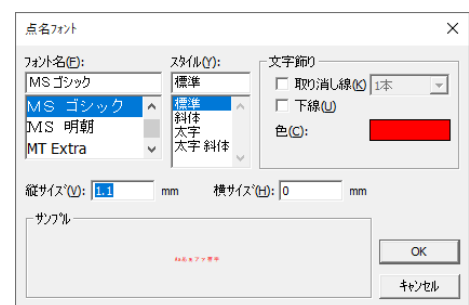 点名フォント
フォント名(F):
MS ゴシック
MS ゴシック
MS 明朝
MT Extra
スタイル(Y):
標準
標準
斜体
太字
太字 斜体
文字飾り
取り消し線(K) 1本
下線(U)
色(C):
縦サイズ(V): 1.1 mm 横サイズ(H): 0 mm
サンプル
OK
キャンセル